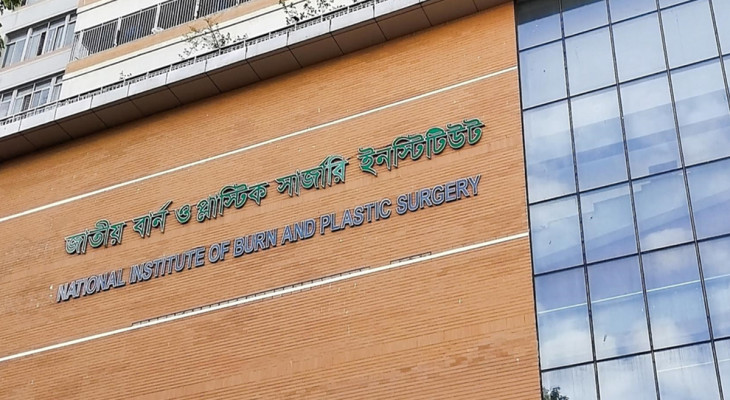 জাতীয় বার্ন ও প্লাস্টিক সার্জারি ইনস্টিটিউট
NATIONAL INSTITUTE OF BURN AND PLASTIC SURGERY